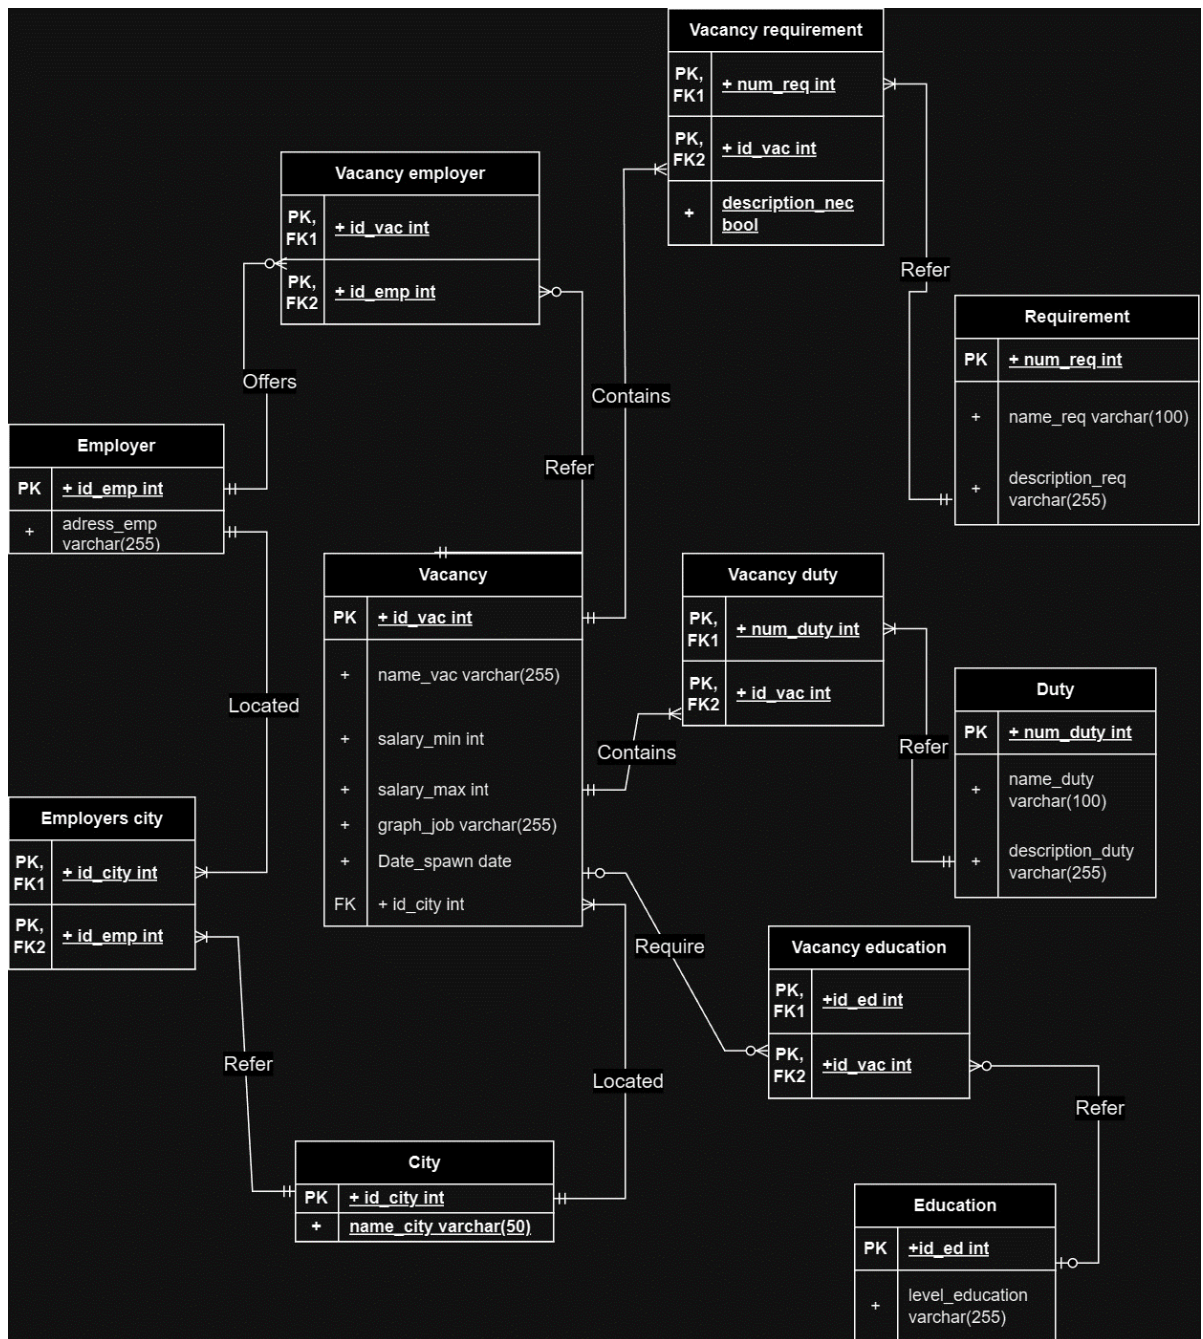 Vacancy requirement
PK,
FK1
+ num_req int
PK,
FK2
+ id_vac int
+
description_nec
bool
Vacancy employer
PK,
FK1
+ id_vac int
PK,
FK2
+ id_emp int
Refer
Requirement
PK
+ num_req int
+
name_req varchar(100)
+
description_req
varchar(255)
Offers
Contains
Employer
PK
+ id_emp int
+
adress_emp
varchar(255)
Refer
Vacancy
PK
+ id_vac int
+
name_vac varchar(255)
+
salary_min int
+
salary_max int
+
graph_job varchar(255)
+
Date_spawn date
FK
+ id_city int
Vacancy duty
PK,
FK1
+ num_duty int
PK,
FK2
+ id_vac int
Contains
Refer
Duty
PK
+ num_duty int
+
name_duty
varchar(100)
+
description_duty
varchar(255)
Located
Employers city
PK,
FK1
+ id_city int
PK,
FK2
+ id_emp int
Require
Vacancy education
PK,
FK1
+id_ed int
PK,
FK2
+id_vac int
Refer
Located
Refer
City
PK
+ id_city int
+
name_city varchar(50)
Education
PK
+id_ed int
+
level_education
varchar(255)